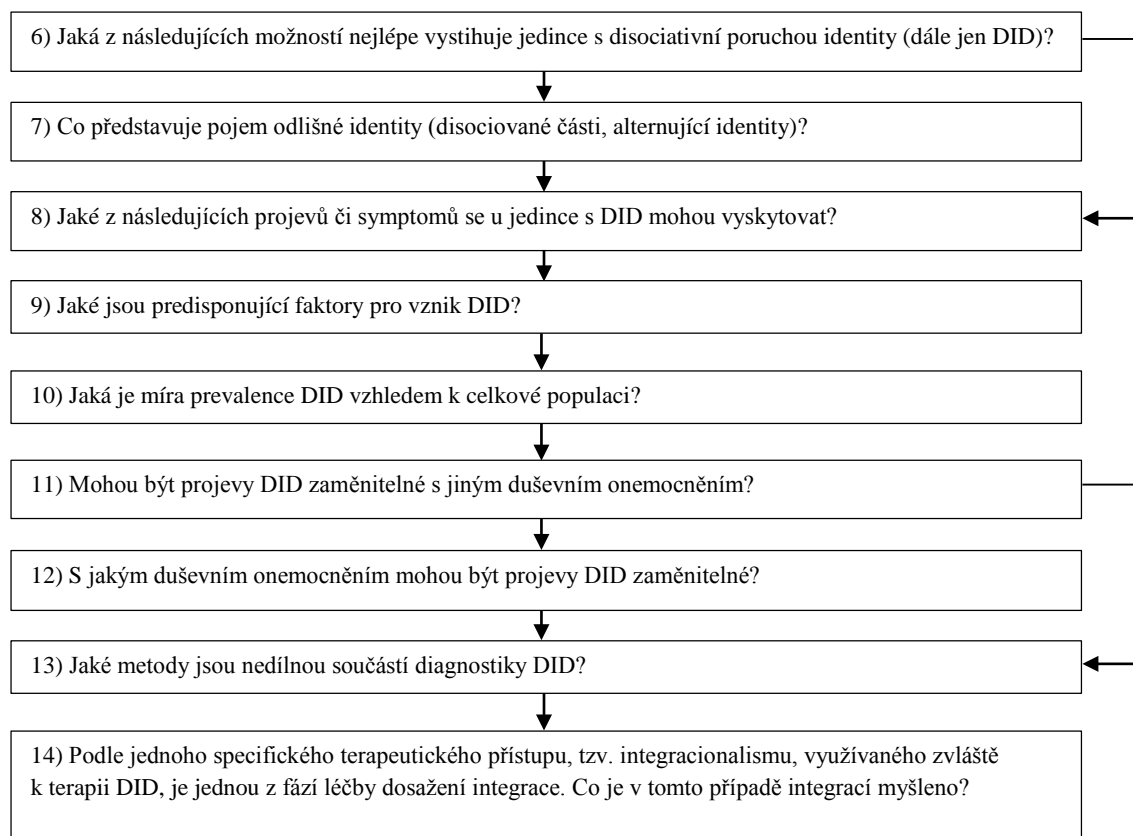 6) Jaká z následujících možností nejlépe vystihuje jedince s disociativní poruchou identity (dále jen DID)?
7) Co představuje pojem odlišné identity (disociované části, alternující identity)?
8) Jaké z následujících projevů či symptomů se u jedince s DID mohou vyskytovat?
9) Jaké jsou predisponující faktory pro vznik DID?
10) Jaká je míra prevalence DID vzhledem k celkové populaci?
11) Mohou být projevy DID zaměnitelné s jiným duševním onemocněním?
12) S jakým duševním onemocněním mohou být projevy DID zaměnitelné?
13) Jaké metody jsou nedílnou součástí diagnostiky DID?
14) Podle jednoho specifického terapeutického přístupu, tzv. integracionalismu, využívaného zvláště
k terapii DID, je jednou z fází léčby dosažení integrace. Co je v tomto případě integrací myšleno?